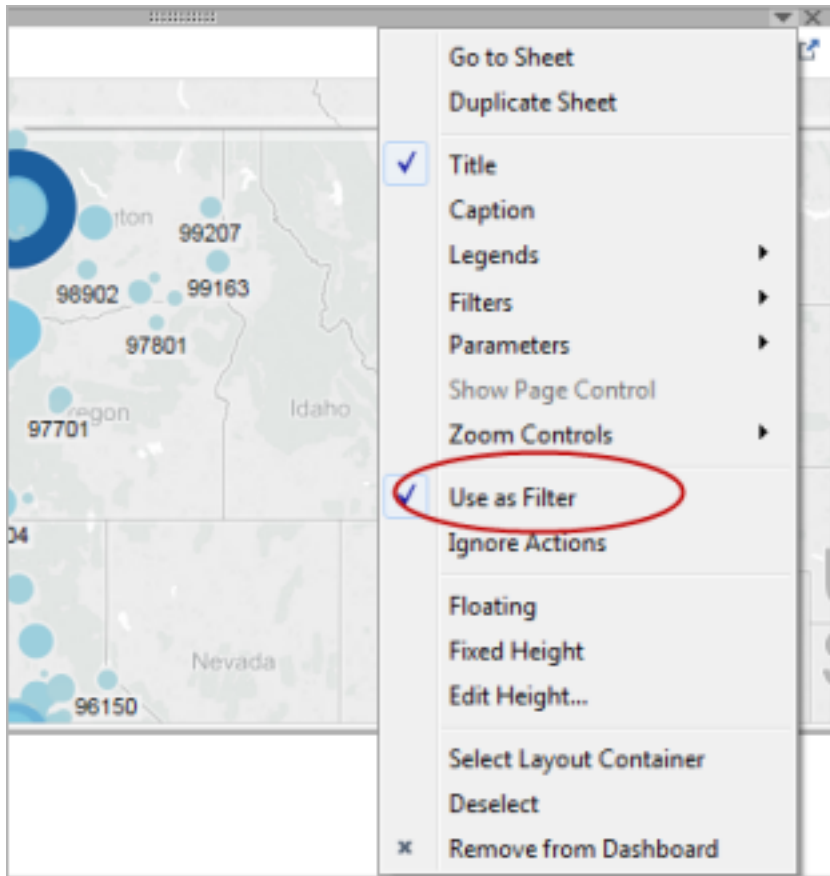 Go to Sheet
Duplicate Sheet
Title
Caption
Legends
Filters
Parameters
Show Page Control
Zoom Controls
Use as Filter
Ignore Actions
Floating
Fixed Height
Edit Height...
Select Layout Container
Deselect
Remove from Dashboard
99207
98902
99163
97801
Idaho
97701
04
Nevada
96150